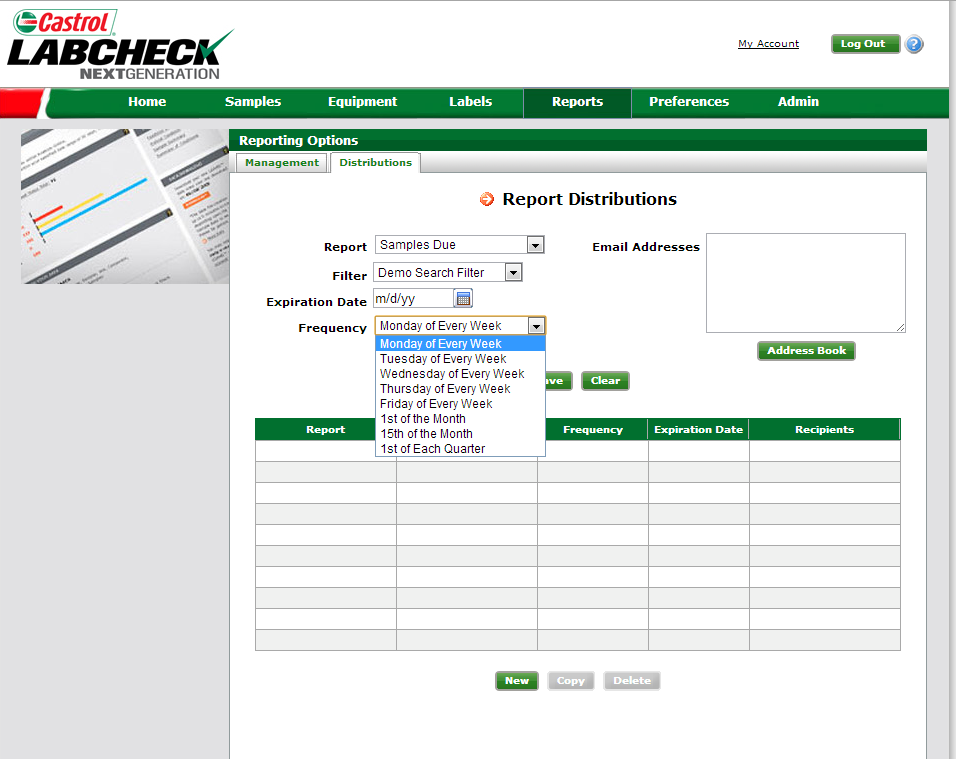 Castrol
LABCHECK
NEXTGENERATION
My Account
Log Out
?
Home Samples Equipment Labels Reports Preferences Admin
Reporting Options
Management Distributions
Report Distributions
Report Samples Due
Email Addresses
Filter Demo Search Filter
Expiration Date m/d/yy
Frequency Monday of Every Week
Monday of Every Week
Tuesday of Every Week
Wednesday of Every Week
Thursday of Every Week
Friday of Every Week
1st of the Month
15th of the Month
1st of Each Quarter
Address Book
ave Clear
Report Frequency Expiration Date Recipients
New Copy Delete